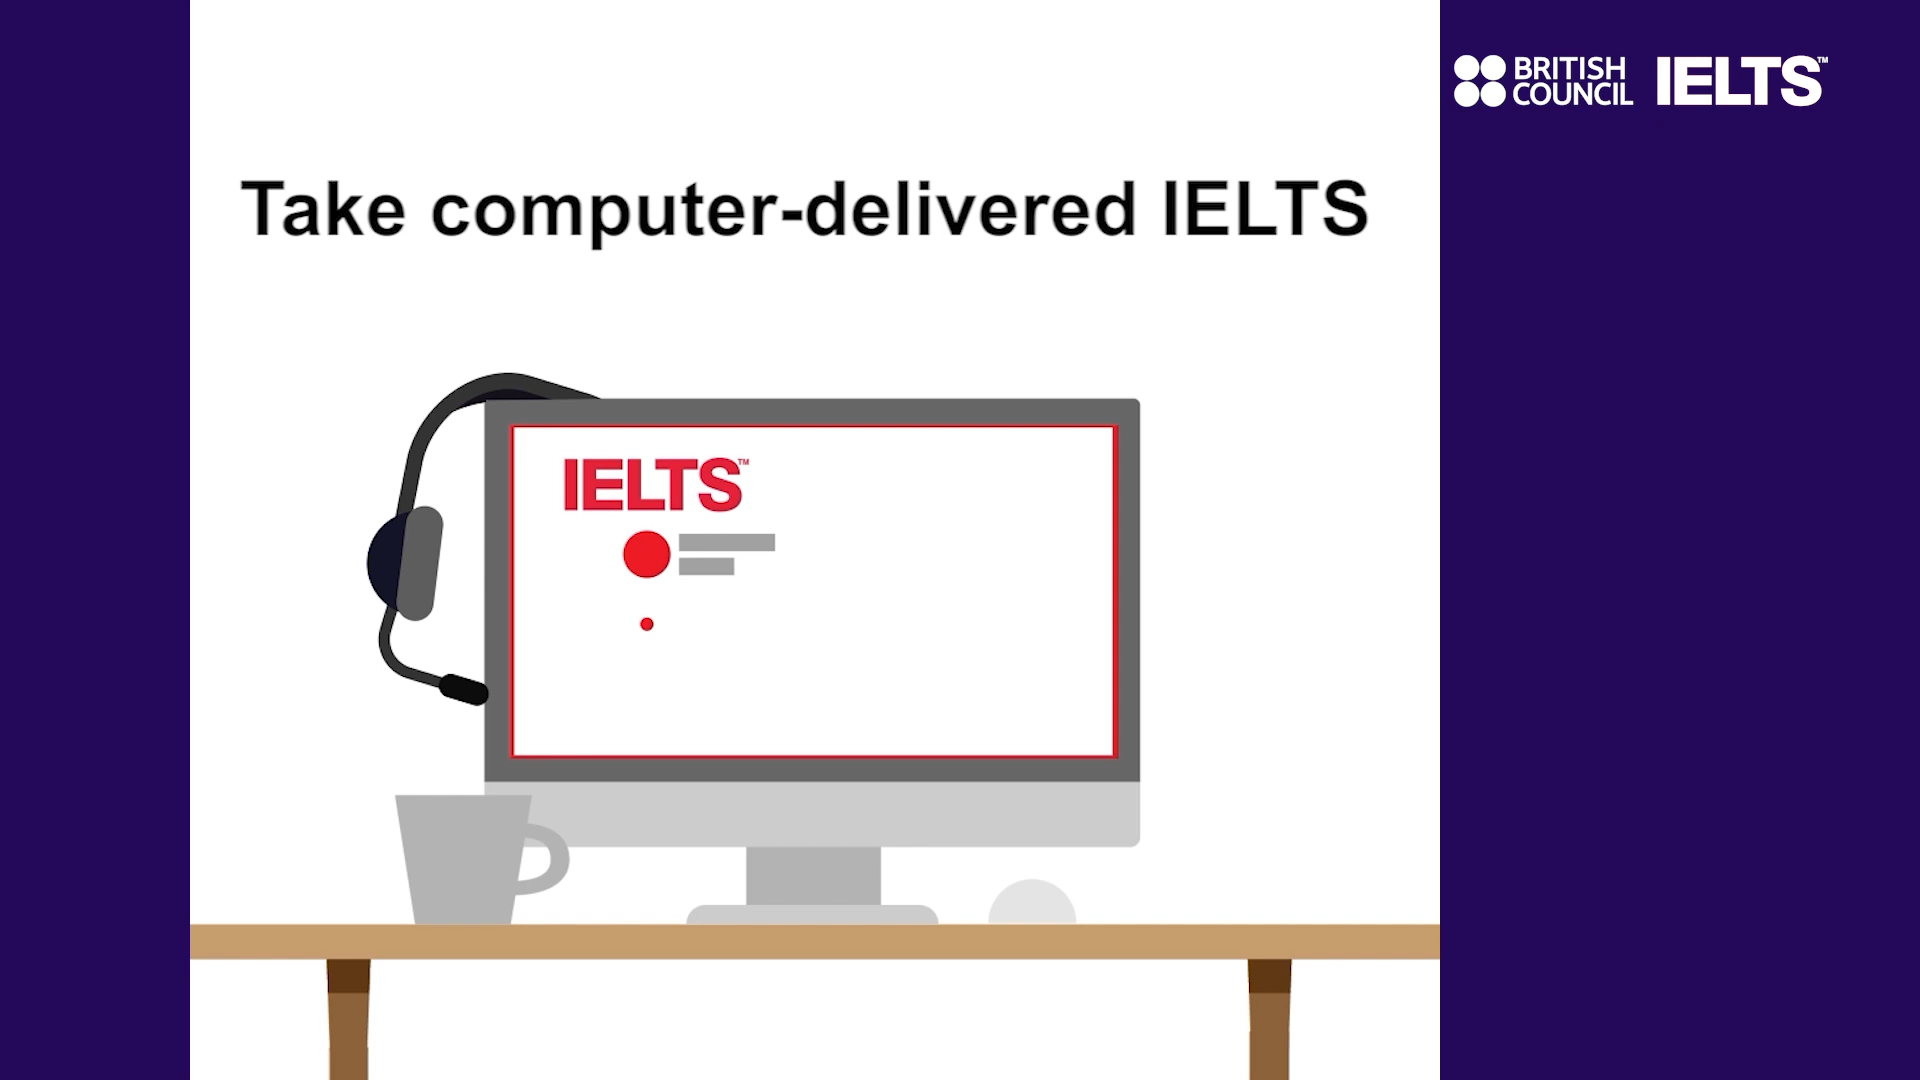 BRITISH
COUNCIL
IELTS™
Take computer-delivered IELTS
IELTS™